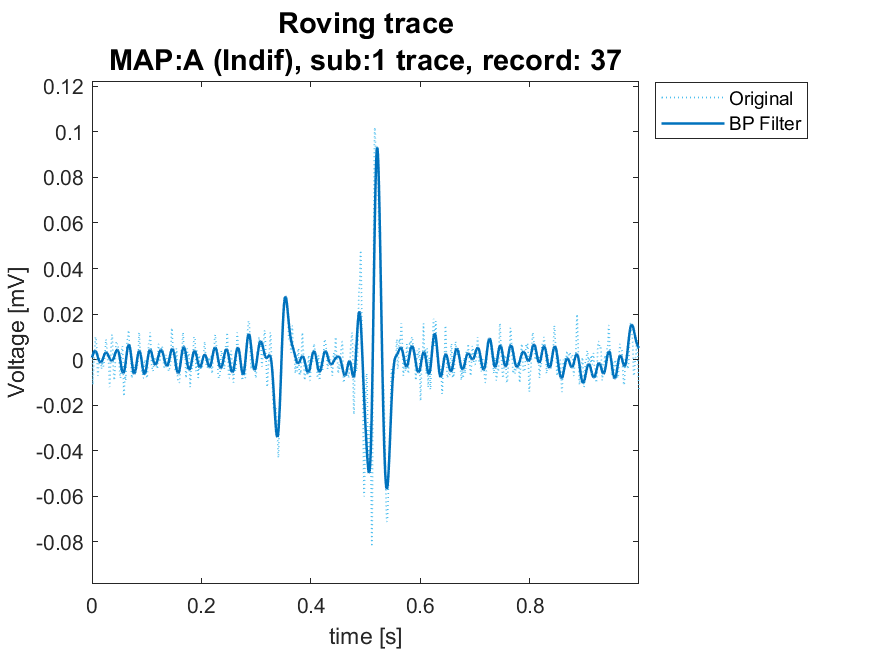 Roving trace
MAP:A (Indif), sub:1 trace, record: 37
0.12
0.1
0.08
0.06
0.04
0.02
0
-0.02
-0.04
-0.06
-0.08
Voltage [mV]
0
0.2
0.4
0.6
0.8
time [s]
Original
BP Filter